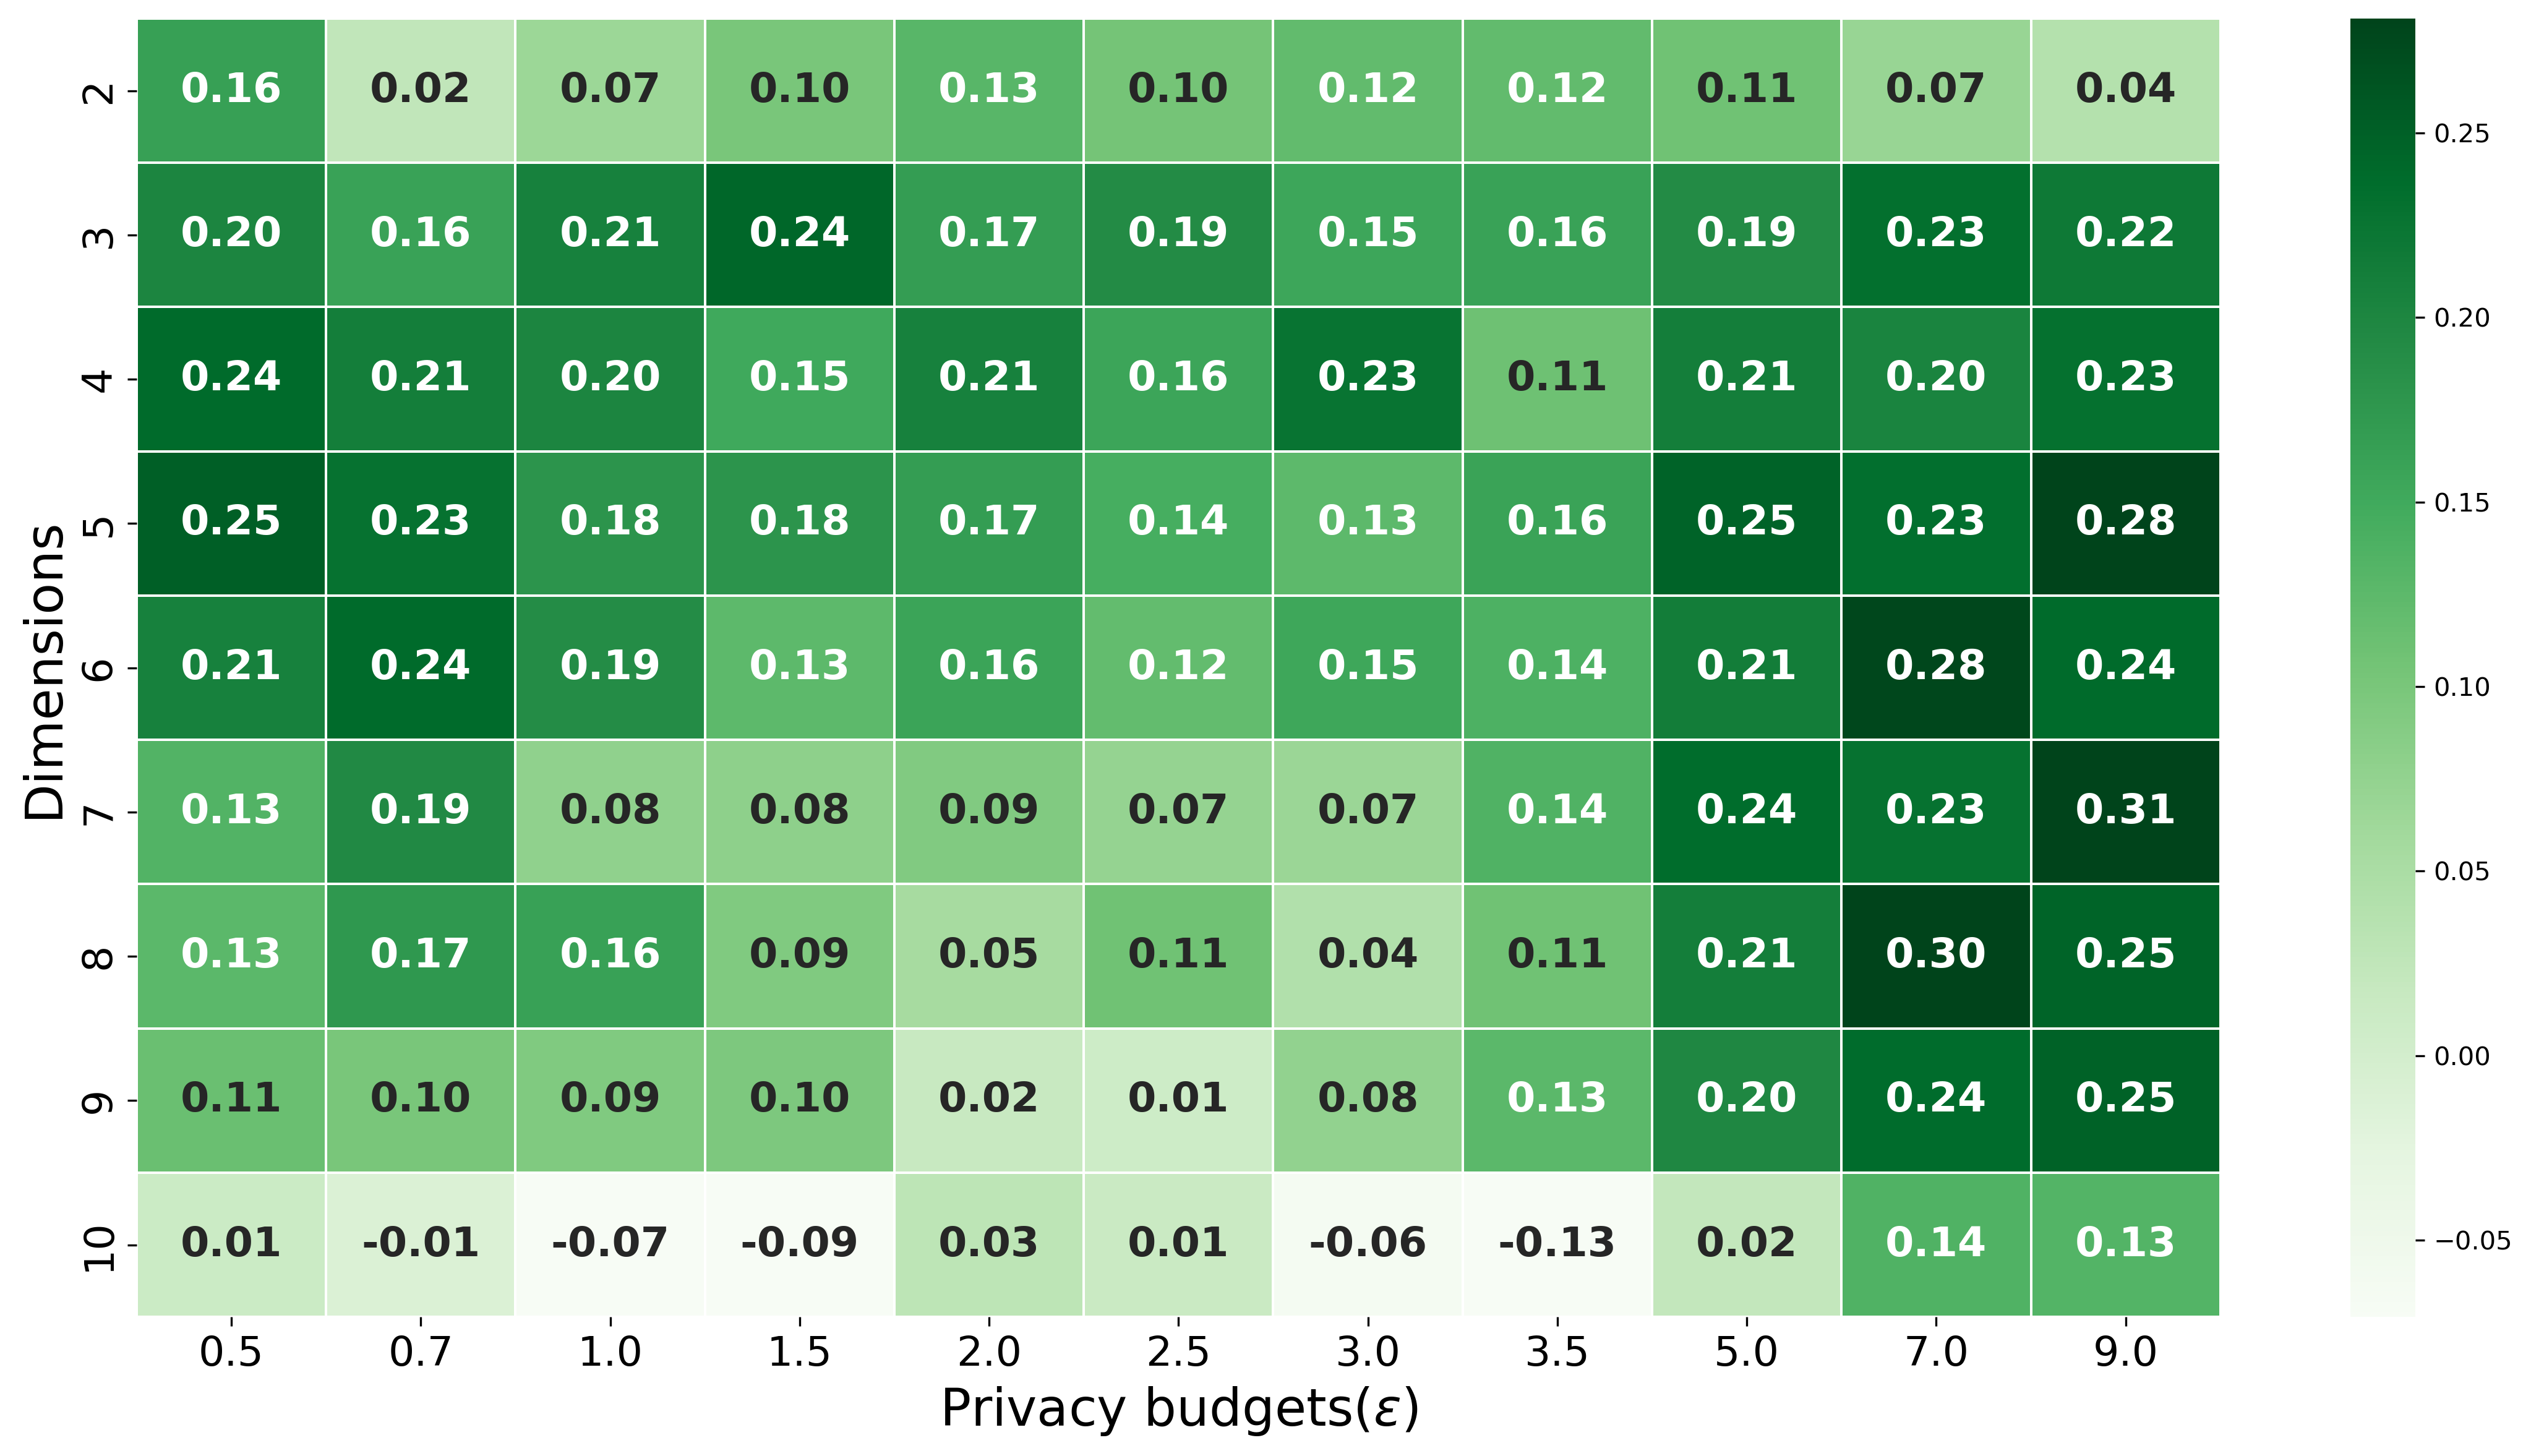 2 0.16 0.02 0.07 0.10 0.13 0.10 0.12 0.12 0.11 0.07 0.04
3 0.20 0.16 0.21 0.24 0.17 0.19 0.15 0.16 0.19 0.23 0.22
4 0.24 0.21 0.20 0.15 0.21 0.16 0.23 0.11 0.21 0.20 0.23
5 0.25 0.23 0.18 0.18 0.17 0.14 0.13 0.16 0.25 0.23 0.28
6 0.21 0.24 0.19 0.13 0.16 0.12 0.15 0.14 0.21 0.28 0.24
7 0.13 0.19 0.08 0.08 0.09 0.07 0.07 0.14 0.24 0.23 0.31
8 0.13 0.17 0.16 0.09 0.05 0.11 0.04 0.11 0.21 0.30 0.25
9 0.11 0.10 0.09 0.10 0.02 0.01 0.08 0.13 0.20 0.24 0.25
10 0.01 -0.01 -0.07 -0.09 0.03 0.01 -0.06 -0.13 0.02 0.14 0.13
0.5 0.7 1.0 1.5 2.0 2.5 3.0 3.5 5.0 7.0 9.0
Privacy budgets(ε)
Dimensions
0.25
0.20
0.15
0.10
0.05
0.00
−0.05